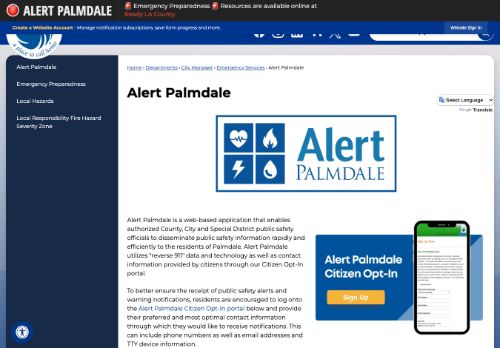 ALERT PALMDALE
🚨 Emergency Preparedness 🚨 Resources are available online at
Ready LA County.
Create a Website Account - Manage notification subscriptions, save form progress and more.
Website Sign In
a place to call home
Alert Palmdale
Emergency Preparedness
Local Hazards
Local Responsibility Fire Hazard
Severity Zone
Home › Departments › City Manager › Emergency Services › Alert Palmdale
Alert Palmdale
Select Language
Google Translate
Alert
PALMDALE
Alert Palmdale is a web-based application that enables
authorized County, City and Special District public safety
officials to disseminate public safety information rapidly and
efficiently to the residents of Palmdale. Alert Palmdale
utilizes "reverse 911" data and technology as well as contact
information provided by citizens through our Citizen Opt-In
portal.
To better ensure the receipt of public safety alerts and
warning notifications, residents are encouraged to log onto
the Alert Palmdale Citizen Opt-In portal below and provide
their preferred and most optimal contact information
through which they would like to receive notifications. This
can include phone numbers as well as email addresses and
TTY device information.
Alert Palmdale
Citizen Opt-In
Sign Up